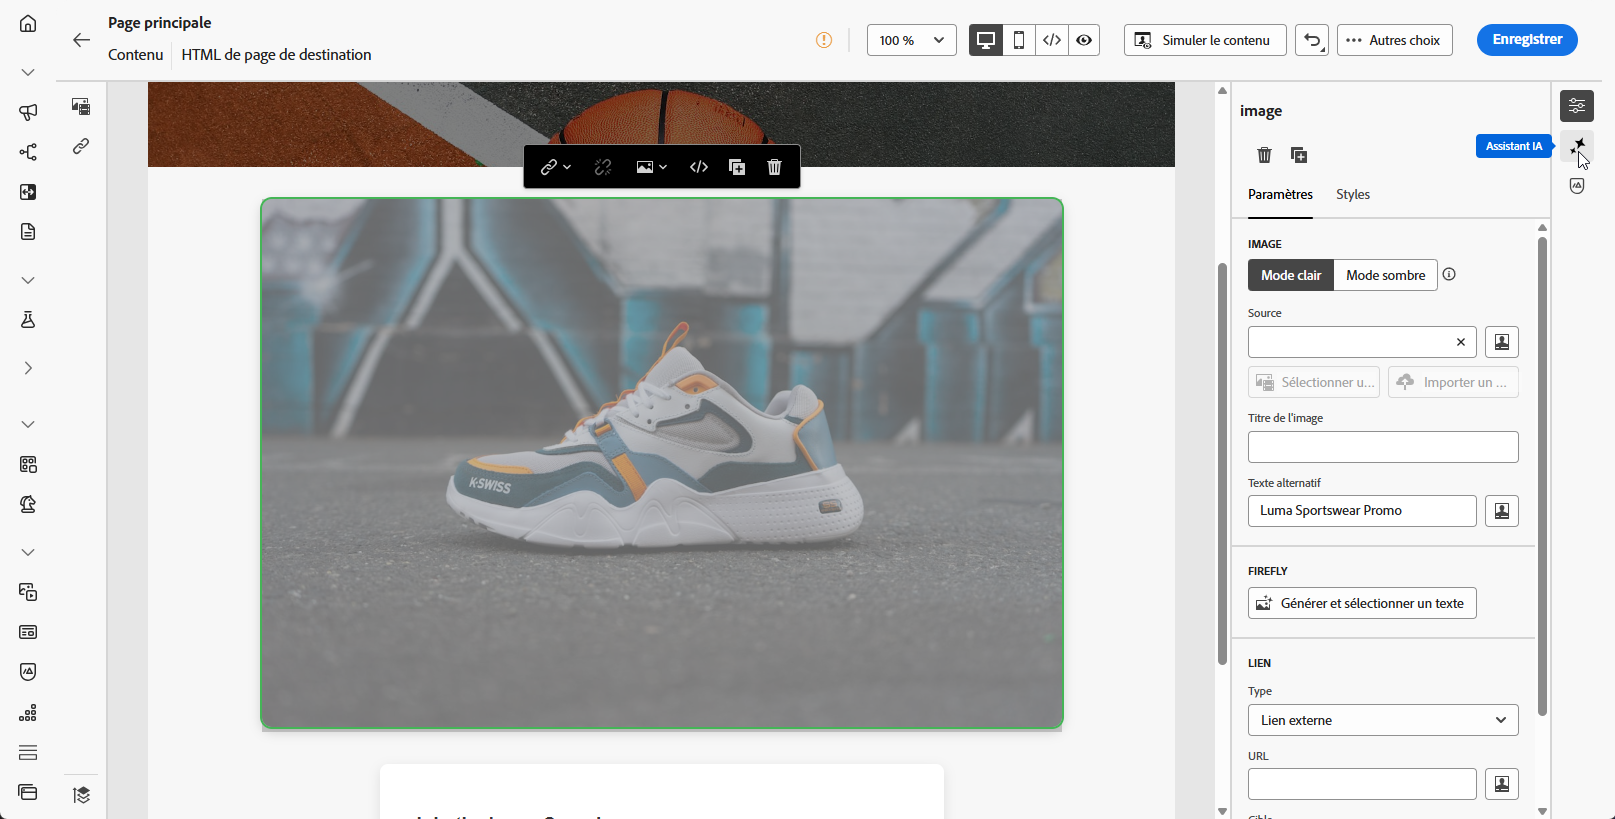 Page principale
Contenu
HTML de page de destination
100 %
Simuler le contenu
Autres choix
Enregistrer
image
Assistant IA
Paramètres
Styles
IMAGE
Mode clair
Mode sombre
Source
Sélectionner u...
Importer un ...
Titre de l'image
Texte alternatif
Luma Sportswear Promo
FIREFLY
Générer et sélectionner un texte
LIEN
Type
Lien externe
URL
K·SWISS